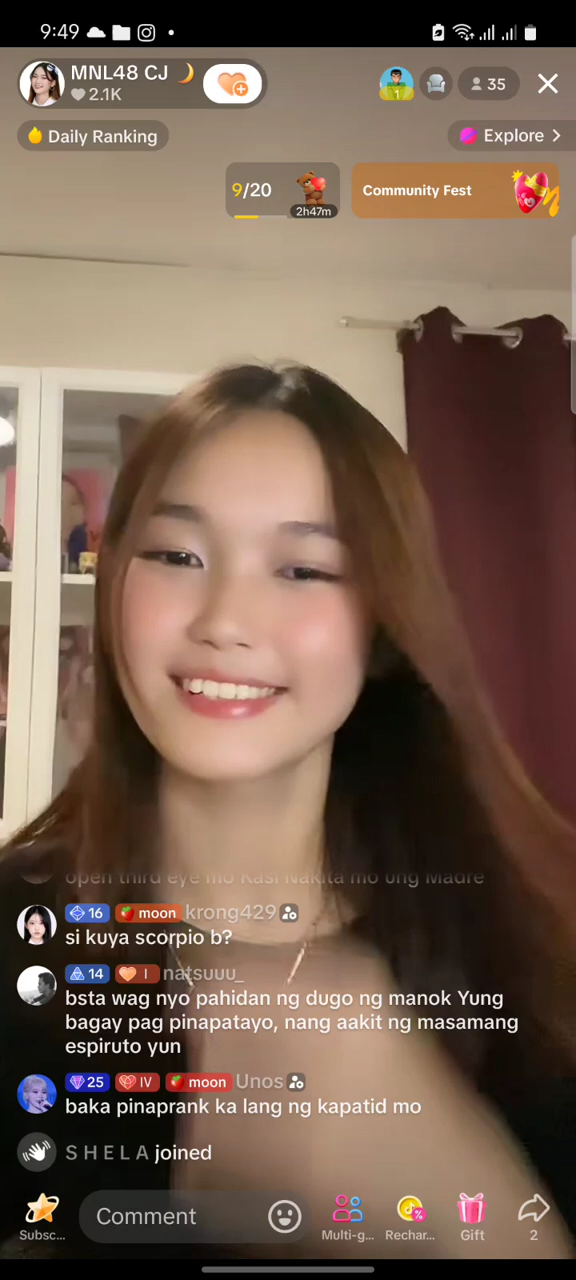 9:49
MNL48 CJ 🌙
2.1K
1
35
Daily Ranking
Explore >
9/20
2h47m
Community Fest
open third eye mo Kasi Nakita mo ung Madre
16 moon krong429
si kuya scorpio b?
14 I natsuuu_
bsta wag nyo pahidan ng dugo ng manok Yung
bagay pag pinapatayo, nang aakit ng masamang
espiruto yun
25 IV moon Unos
baka pinaprank ka lang ng kapatid mo
S H E L A joined
Comment
Subsc...
Multi-g...
Rechar...
Gift
2